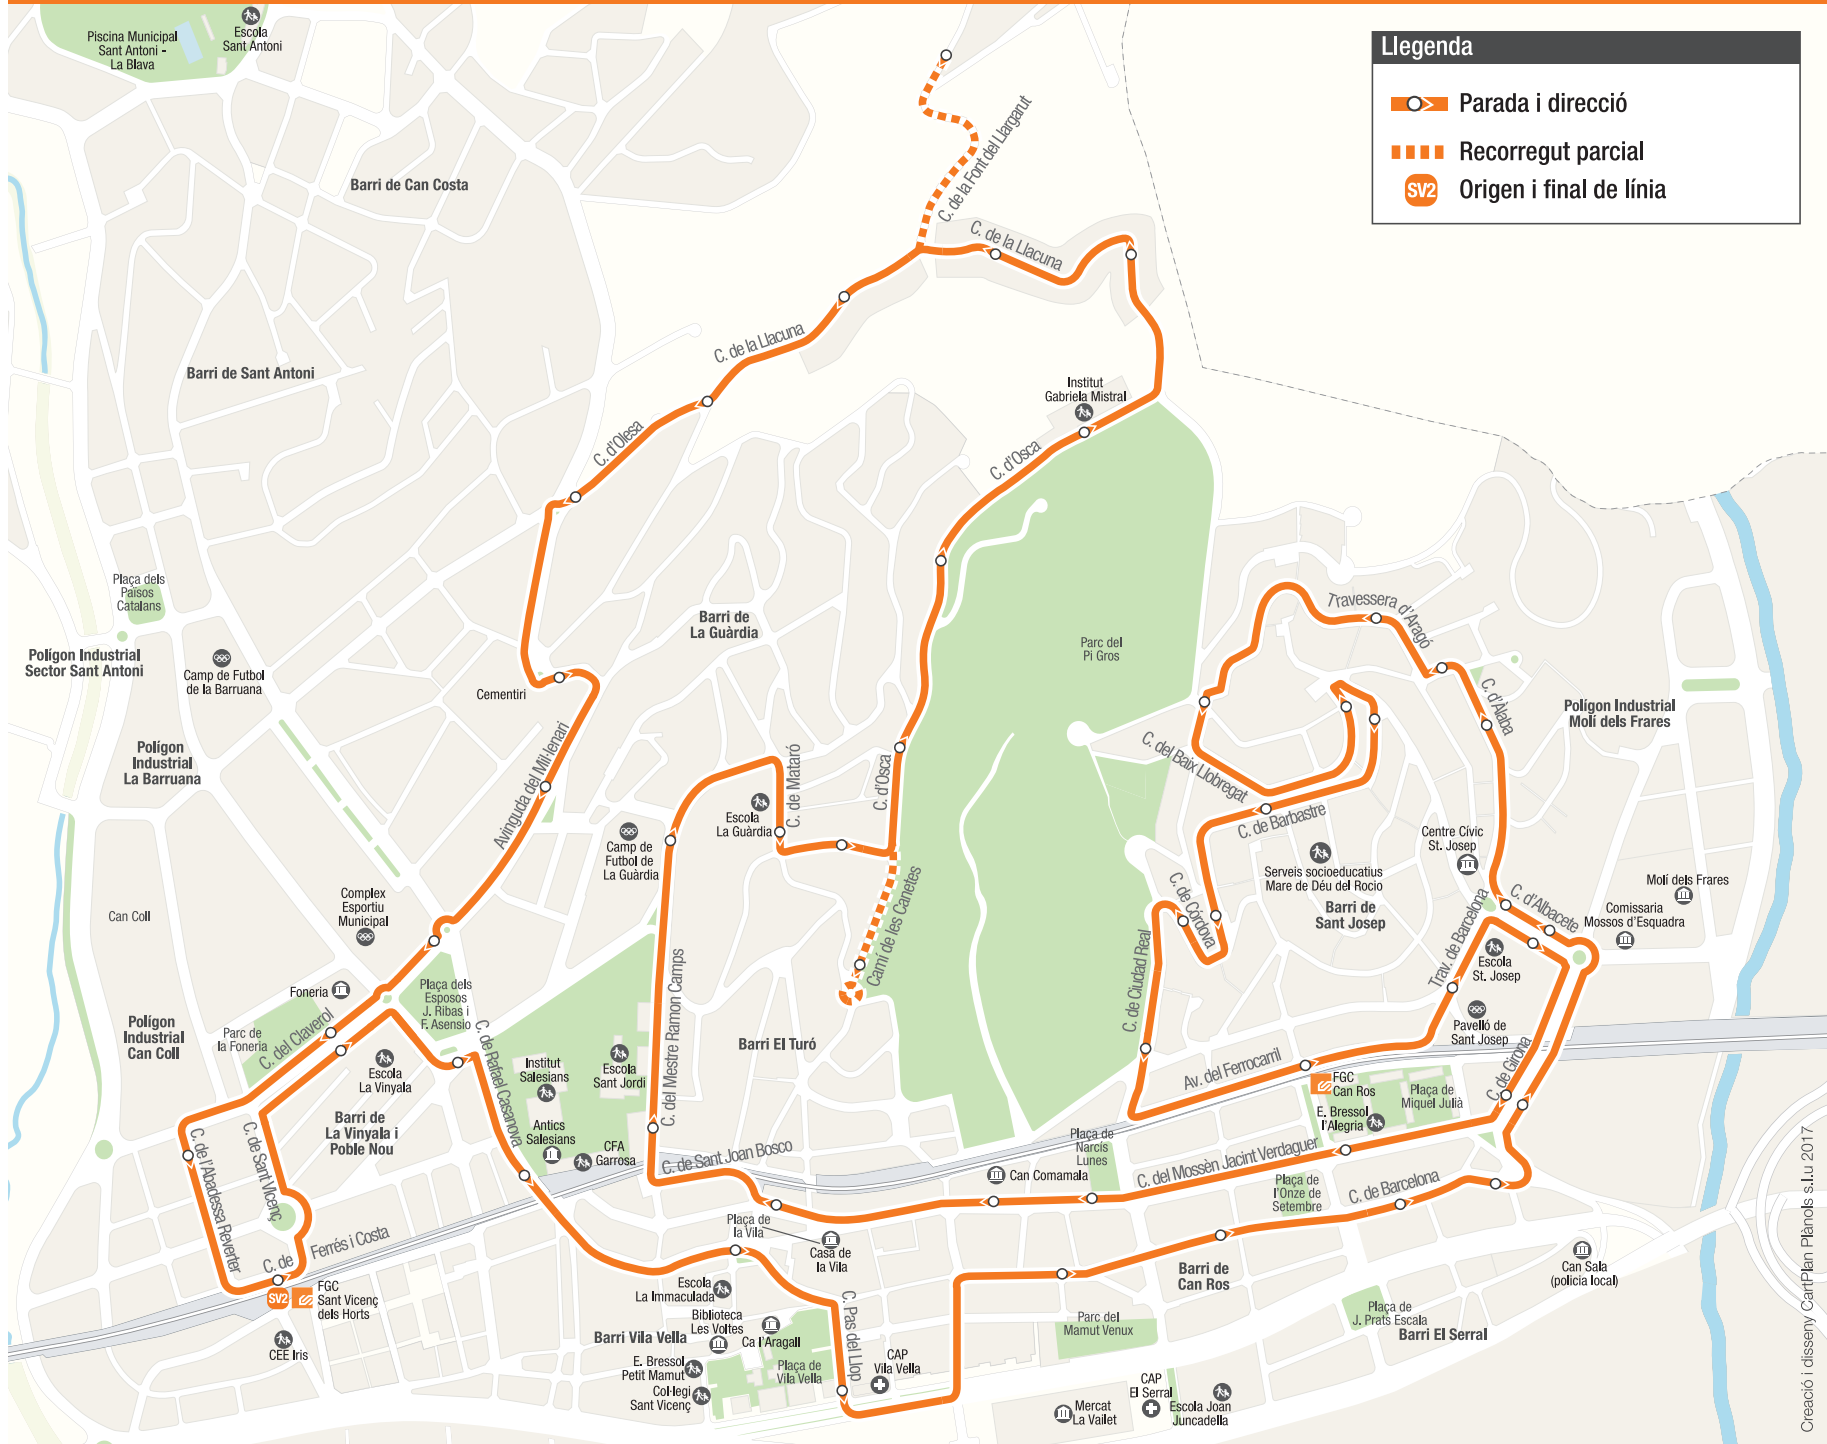 Piscina Municipal
Sant Antoni -
La Blava
Escola
Sant Antoni
Llegenda
Parada i direcció
Recorregut parcial
SV2
Origen i final de línia
C. de la Font del Llargarut
Barri de Can Costa
C. de la Llacuna
C. de la Llacuna
Barri de Sant Antoni
Institut
Gabriela Mistral
C. d'Olesa
C. d'Osca
Plaça dels
Països
Catalans
Barri de
La Guàrdia
Travessera d'Aragó
Parc del
Pi Gros
Polígon Industrial
Sector Sant Antoni
Camp de Futbol
de la Barruana
Cementiri
C. d'Àlaba
Polígon Industrial
Molí dels Frares
Polígon
Industrial
La Barruana
Avinguda del Mil·lenari
C. de Mataró
C. d'Osca
C. del Baix Llobregat
C. de Barbastre
Escola
La Guàrdia
Camp de
Futbol de
La Guàrdia
Centre Cívic
St. Josep
Serveis socioeducatius
Mare de Déu del Rocio
Barri de
Sant Josep
Molí dels Frares
Comissaria
Mossos d'Esquadra
C. d'Albacete
Complex
Esportiu
Municipal
Can Coll
Camí de les Canetes
C. de Còrdova
Trav. de Barcelona
Escola
St. Josep
C. de Ciudad Real
Foneria
Plaça dels
Esposos
J. Ribas i
F. Asensio
Polígon
Industrial
Can Coll
Parc de
la Foneria
C. del Claverol
C. del Mestre Ramon Camps
Barri El Turó
Pavelló de
Sant Josep
Escola
La Vinyala
C. de Rafael Casanova
Institut
Salesians
Escola
Sant Jordi
Av. del Ferrocarril
FGC
Can Ros
C. de Girona
Plaça de
Miquel Julià
E. Bressol
l'Alegria
Barri de
La Vinyala i
Poble Nou
Antics
Salesians
CFA
Garrosa
C. de Sant Joan Bosco
Plaça de
Narcís
Lunes
Can Comamala
C. del Mossèn Jacint Verdaguer
C. de l'Abadessa Reverter
C. de Sant Vicenç
Plaça de
l'Onze de
Setembre
C. de Barcelona
Plaça de
la Vila
Casa de
la Vila
C. de Ferrés i Costa
SV2
FGC
Sant Vicenç
dels Horts
Barri de
Can Ros
Can Sala
(policia local)
Escola
La Immaculada
Biblioteca
Les Voltes
Barri Vila Vella
Ca l'Aragall
C. Pas del Llop
Parc del
Mamut Venux
Plaça de
J. Prats Escala
Barri El Serral
CEE Iris
E. Bressol
Petit Mamut
Col·legi
Sant Vicenç
Plaça de
Vila Vella
CAP
Vila Vella
CAP
El Serral
Mercat
La Vailet
Escola Joan
Juncadella
Creació i disseny CartPlan Plànols s.l.u 2017